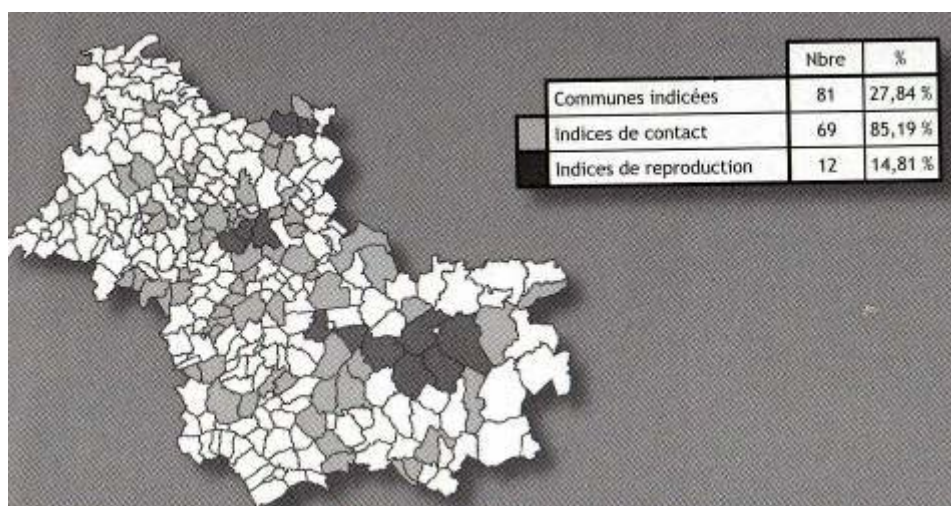 Nbre %
Communes indicées 81 27,84 %
Indices de contact 69 85,19 %
Indices de reproduction 12 14,81 %